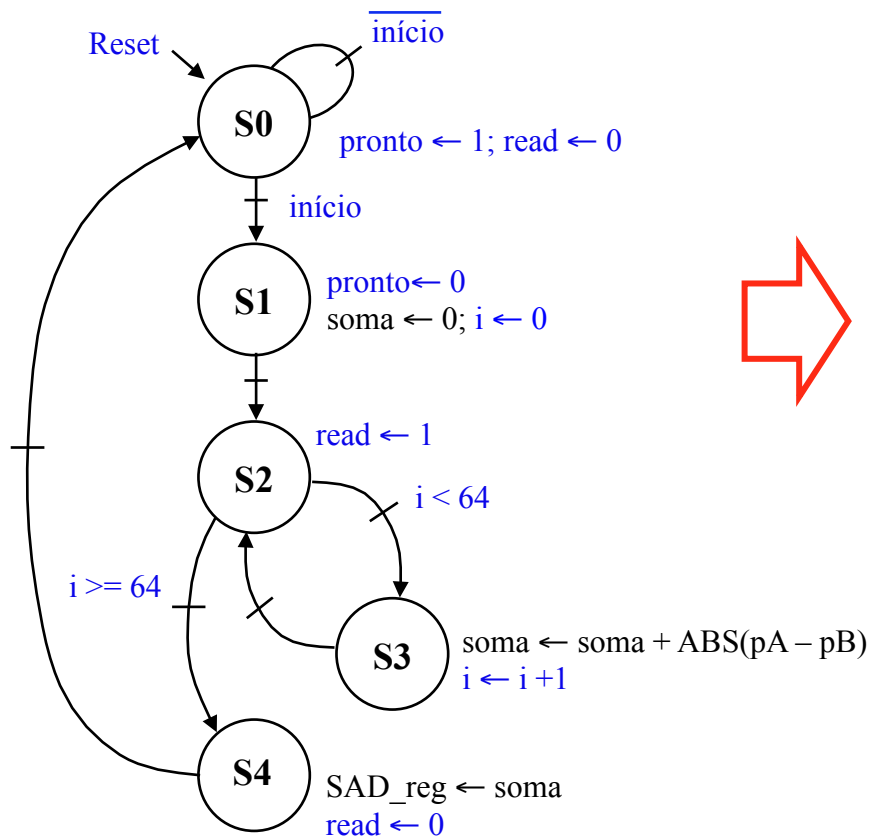 Reset
início
S0
pronto ← 1; read ← 0
início
S1
pronto← 0
soma ← 0; i ← 0
read ← 1
S2
i < 64
i >= 64
S3
soma ← soma + ABS(pA – pB)
i ← i +1
S4
SAD_reg ← soma
read ← 0